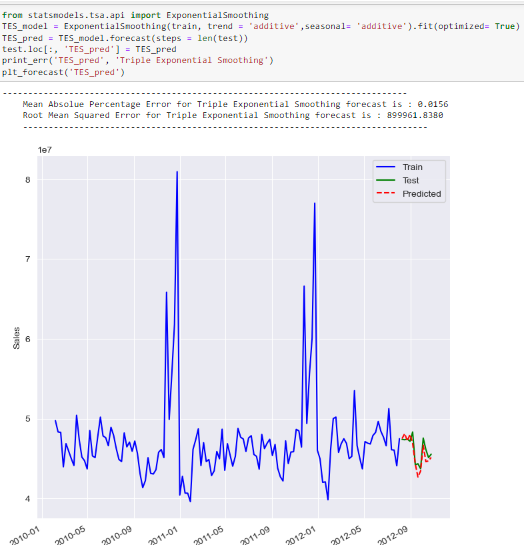 from statsmodels.tsa.api import ExponentialSmoothing
TES_model = ExponentialSmoothing(train, trend = 'additive',seasonal= 'additive').fit(optimized= True)
TES_pred = TES_model.forecast(steps = len(test))
test.loc[:, 'TES_pred'] = TES_pred
print_err('TES_pred', 'Triple Exponential Smoothing')
plt_forecast('TES_pred')
--------------------------------------------------------------------------------
Mean Absolue Percentage Error for Triple Exponential Smoothing forecast is : 0.0156
Root Mean Squared Error for Triple Exponential Smoothing forecast is : 899961.8380
--------------------------------------------------------------------------------
1e7
Train
Test
Predicted
8
7
6
5
4
Sales
2010-01
2010-05
2010-09
2011-01
2011-05
2011-09
2012-01
2012-05
2012-09